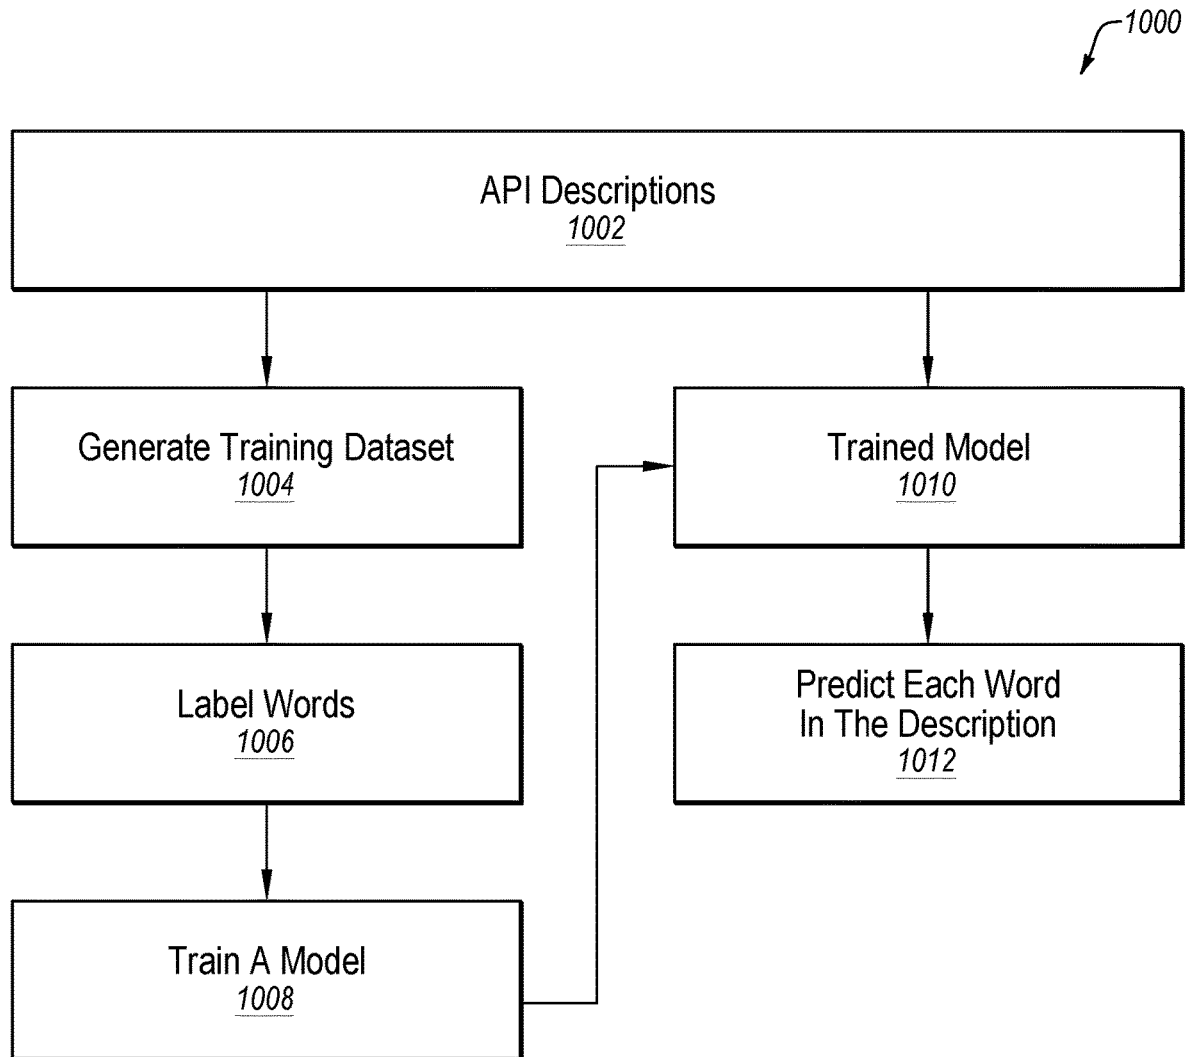 1000
API Descriptions
1002
Generate Training Dataset
1004
Trained Model
1010
Label Words
1006
Predict Each Word
In The Description
1012
Train A Model
1008